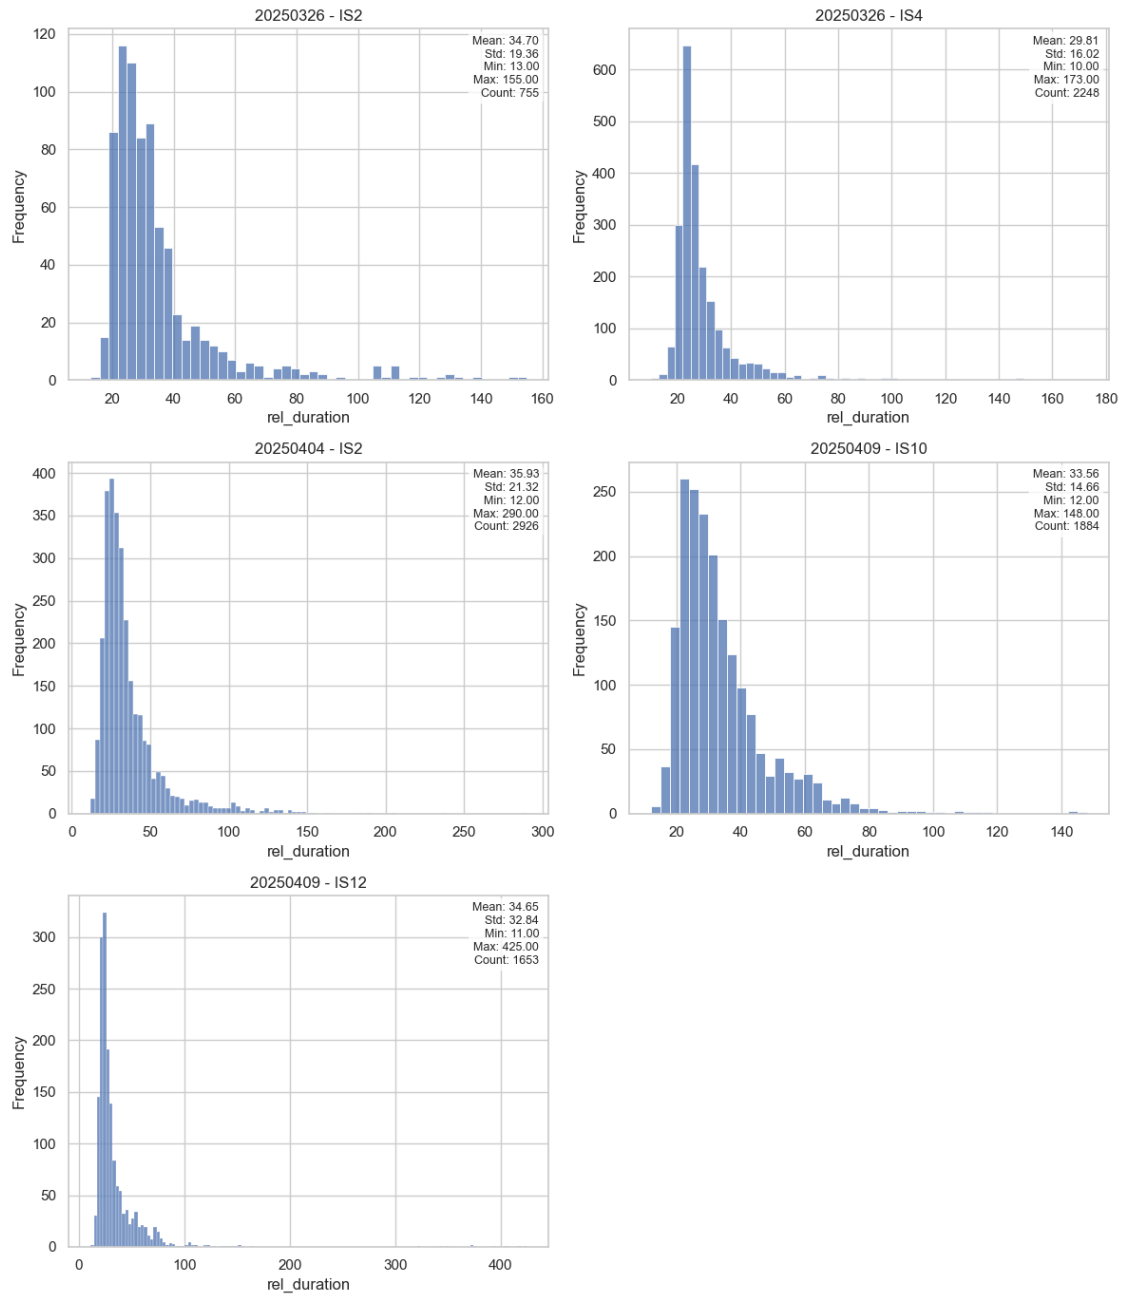 20250326 - IS2
Mean: 34.70
Std: 19.36
Min: 13.00
Max: 155.00
Count: 755
120
100
80
60
40
20
0
Frequency
20 40 60 80 100 120 140 160
rel_duration
20250326 - IS4
Mean: 29.81
Std: 16.02
Min: 10.00
Max: 173.00
Count: 2248
600
500
400
300
200
100
0
Frequency
20 40 60 80 100 120 140 160 180
rel_duration
20250404 - IS2
Mean: 35.93
Std: 21.32
Min: 12.00
Max: 290.00
Count: 2926
400
350
300
250
200
150
100
50
0
Frequency
0 50 100 150 200 250 300
rel_duration
20250409 - IS10
Mean: 33.56
Std: 14.66
Min: 12.00
Max: 148.00
Count: 1884
250
200
150
100
50
0
Frequency
20 40 60 80 100 120 140
rel_duration
20250409 - IS12
Mean: 34.65
Std: 32.84
Min: 11.00
Max: 425.00
Count: 1653
300
250
200
150
100
50
0
Frequency
0 100 200 300 400
rel_duration